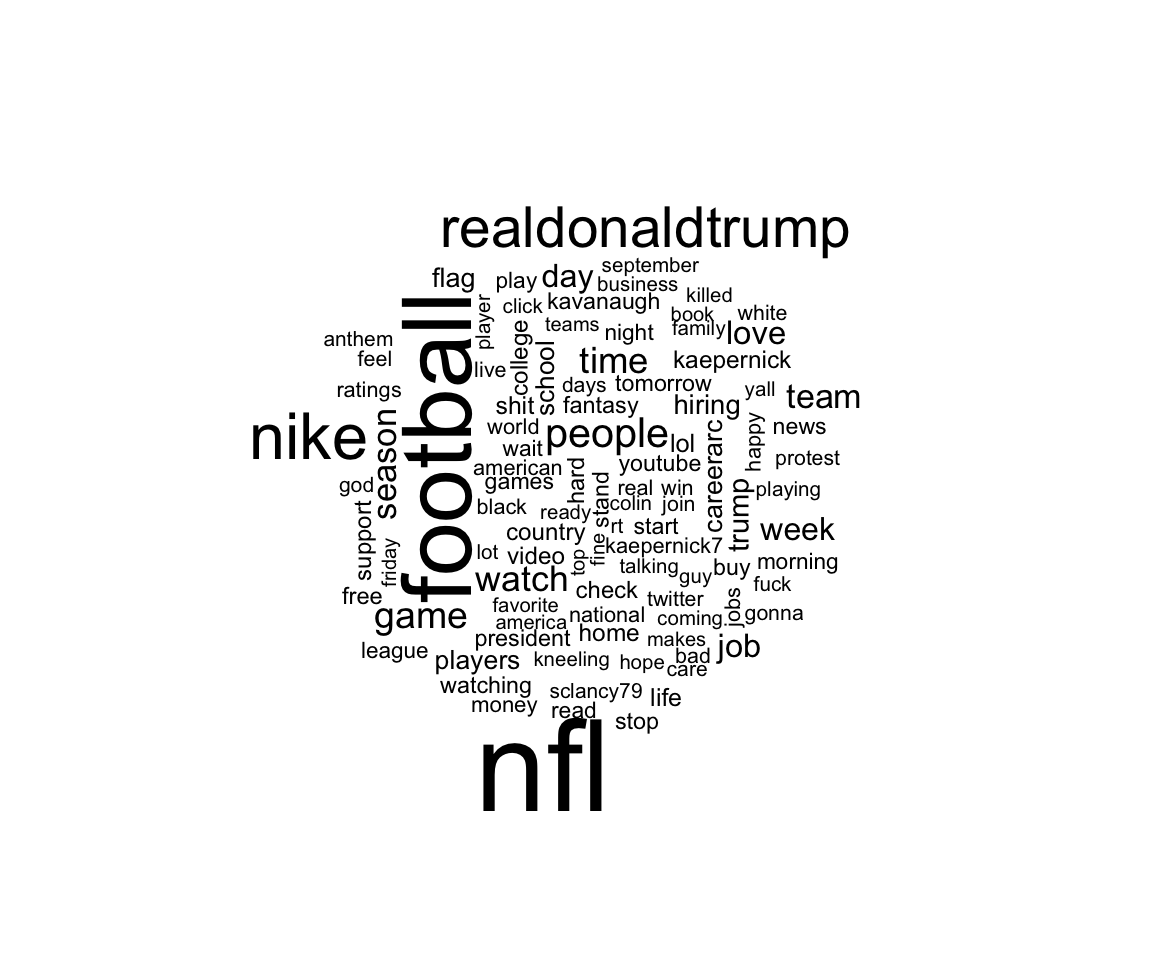 realdonaldtrump
september
flag
play
day
business
player
click
kavanaugh
killed
book
white
football
anthem
teams
night
family
love
feel
live
college
school
time
kaepernick
ratings
days
tomorrow
yall
team
shit
fantasy
hiring
nike
season
world
people
lol
careerarc
happy
news
wait
american
youtube
protest
god
games
hard
stand
real
win
trump
playing
support
black
ready
colin
join
rt
start
week
country
friday
lot
video
top
fine
kaepernick7
talking
guy
buy
morning
watch
check
fuck
free
favorite
twitter
jobs
game
america
national
coming
gonna
president
home
makes
job
league
players
kneeling
hope
bad
care
watching
sclancy79
life
money
read
stop
nfl